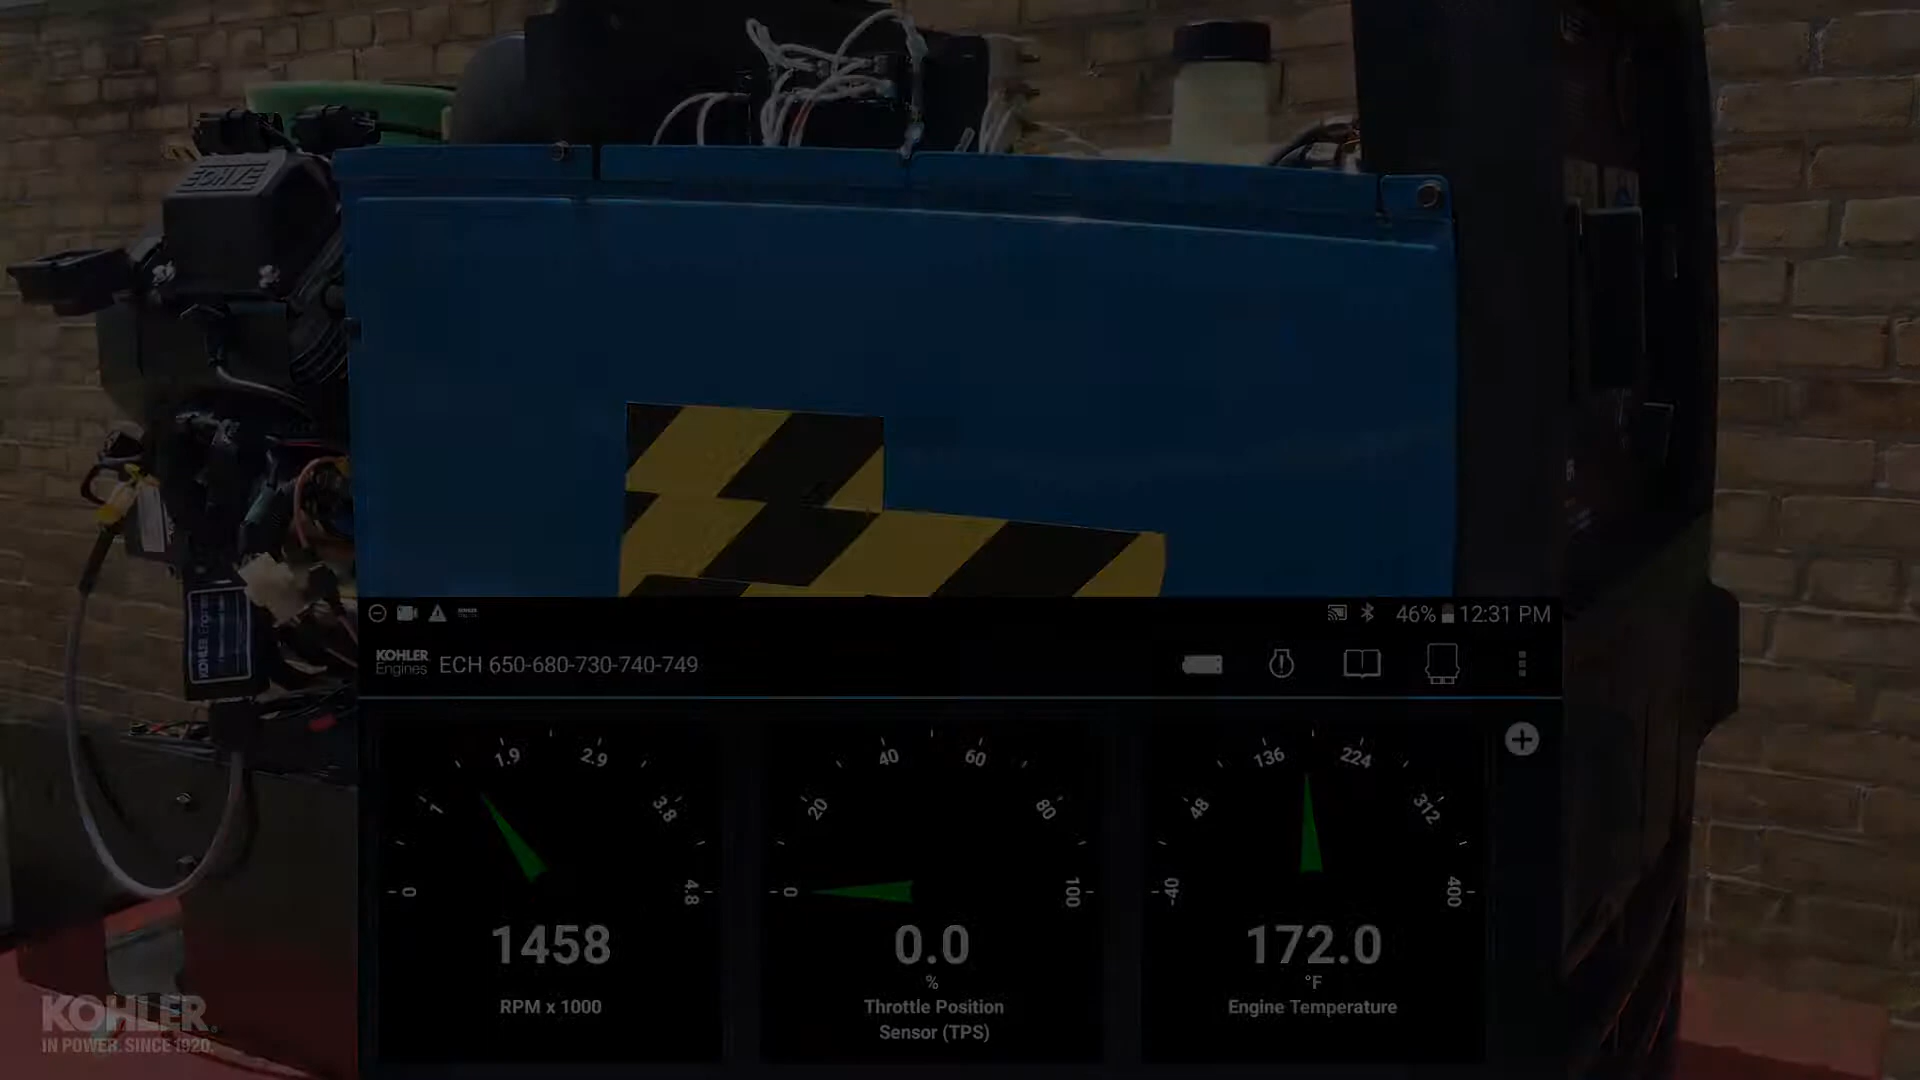 KOHLER Engines
46% 12:31 PM
KOHLER
Engines
ECH 650-680-730-740-749
0 1 1.9 2.9 3.8 4.8
1458
RPM x 1000
0 20 40 60 80 100
0.0
%
Throttle Position
Sensor (TPS)
-40 48 136 224 312 400
172.0
°F
Engine Temperature
KOHLER®
IN POWER. SINCE 1920.